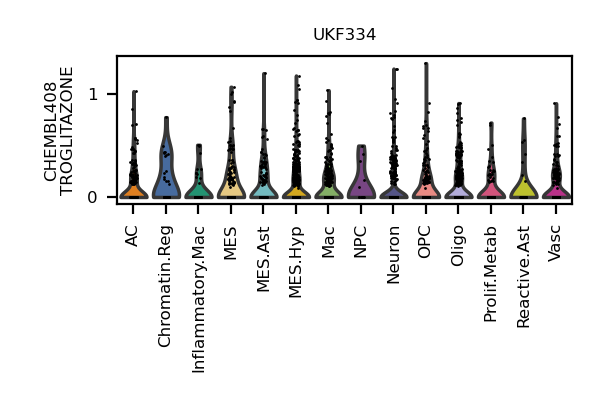 UKF334
CHEMBL408
TROGLITAZONE
1
0
AC
Chromatin.Reg
Inflammatory.Mac
MES
MES.Ast
MES.Hyp
Mac
NPC
Neuron
OPC
Oligo
Prolif.Metab
Reactive.Ast
Vasc